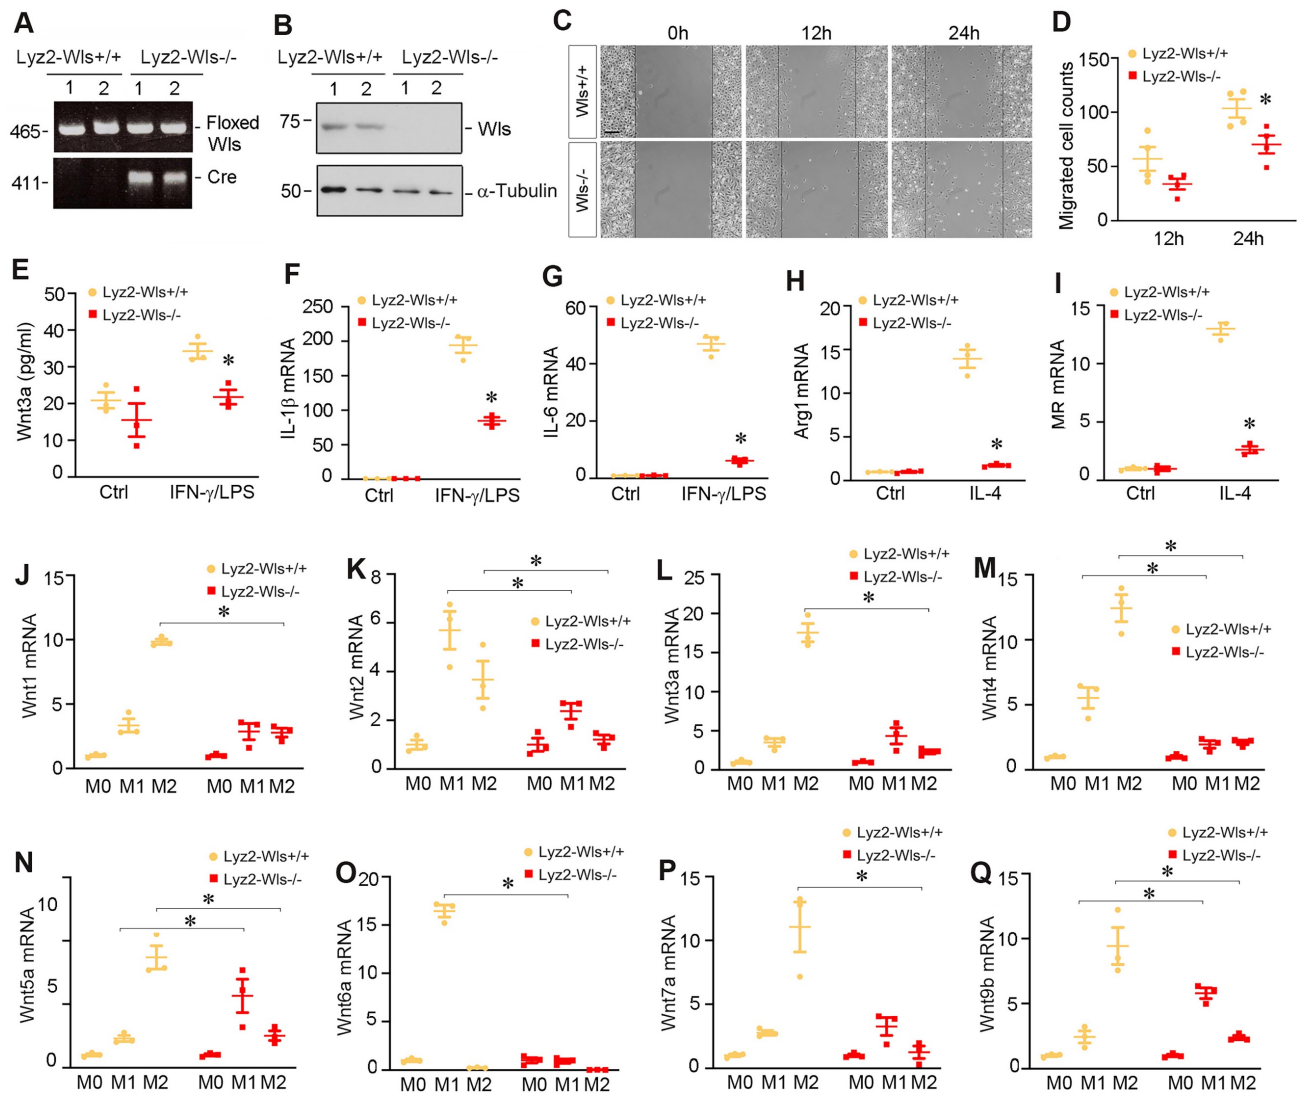 A
Lyz2-Wls+/+ Lyz2-Wls-/-
1 2 1 2
465- - Floxed
Wls
411- - Cre
B
Lyz2-Wls+/+ Lyz2-Wls-/-
1 2 1 2
75- - Wls
50- - α-Tubulin
C
0h 12h 24h
Wls+/+
Wls-/-
D
Lyz2-Wls+/+
Lyz2-Wls-/-
Migrated cell counts
150
100
50
0
*
12h 24h
E
Lyz2-Wls+/+
Lyz2-Wls-/-
Wnt3a (pg/ml)
50
40
30
20
10
0
*
Ctrl IFN-γ/LPS
F
Lyz2-Wls+/+
Lyz2-Wls-/-
IL-1β mRNA
250
200
150
100
50
0
*
Ctrl IFN-γ/LPS
G
Lyz2-Wls+/+
Lyz2-Wls-/-
IL-6 mRNA
60
40
20
0
*
Ctrl IFN-γ/LPS
H
Lyz2-Wls+/+
Lyz2-Wls-/-
Arg1 mRNA
20
15
10
5
0
*
Ctrl IL-4
I
Lyz2-Wls+/+
Lyz2-Wls-/-
MR mRNA
15
10
5
0
*
Ctrl IL-4
J
Lyz2-Wls+/+
Lyz2-Wls-/-
Wnt1 mRNA
15
10
5
0
*
M0 M1 M2 M0 M1 M2
K
Lyz2-Wls+/+
Lyz2-Wls-/-
Wnt2 mRNA
8
6
4
2
0
*
*
M0 M1 M2 M0 M1 M2
L
Lyz2-Wls+/+
Lyz2-Wls-/-
Wnt3a mRNA
25
20
15
10
5
0
*
M0 M1 M2 M0 M1 M2
M
Lyz2-Wls+/+
Lyz2-Wls-/-
Wnt4 mRNA
15
10
5
0
*
*
M0 M1 M2 M0 M1 M2
N
Lyz2-Wls+/+
Lyz2-Wls-/-
Wnt5a mRNA
10
5
0
*
*
M0 M1 M2 M0 M1 M2
O
Lyz2-Wls+/+
Lyz2-Wls-/-
Wnt6a mRNA
20
15
10
5
0
*
M0 M1 M2 M0 M1 M2
P
Lyz2-Wls+/+
Lyz2-Wls-/-
Wnt7a mRNA
15
10
5
0
*
M0 M1 M2 M0 M1 M2
Q
Lyz2-Wls+/+
Lyz2-Wls-/-
Wnt9b mRNA
15
10
5
0
*
*
M0 M1 M2 M0 M1 M2